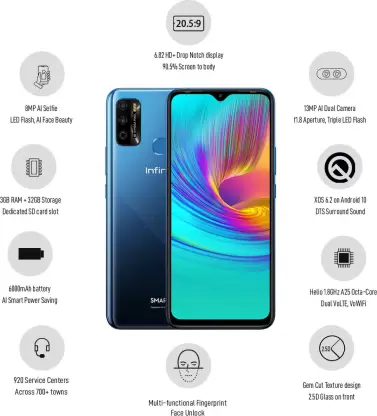 20.5:9
6.82 HD+ Drop Notch display
90.5% Screen to body
8MP AI Selfie
LED Flash, AI Face Beauty
13MP AI Dual Camera
f1.8 Aperture, Triple LED Flash
3GB RAM + 32GB Storage
Dedicated SD card slot
Infin
XOS 6.2 on Android 10
DTS Surround Sound
6000mAh battery
AI Smart Power Saving
SMAR
Helio 1.8GHz A25 Octa-Core
Dual VoLTE, VoWiFi
920 Service Centers
Across 700+ towns
2.5D
Gem Cut Texture design
2.5D Glass on front
Multi-functional Fingerprint
Face Unlock